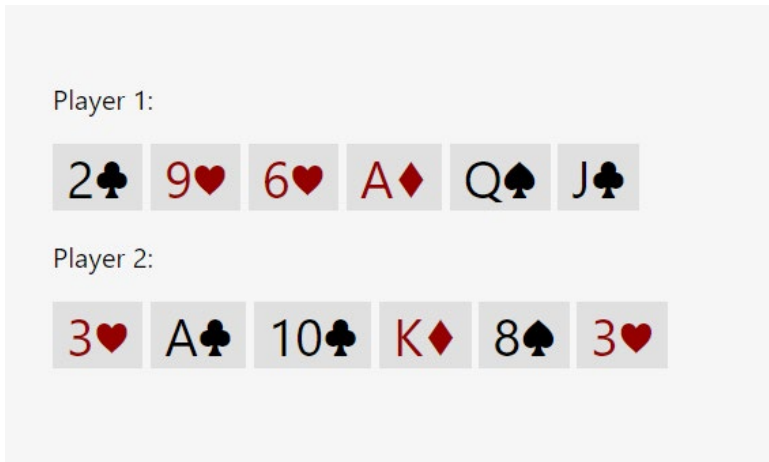 Player 1:
2♣ 9♥ 6♥ A♦ Q♠ J♣
Player 2:
3♥ A♣ 10♣ K♦ 8♠ 3♥